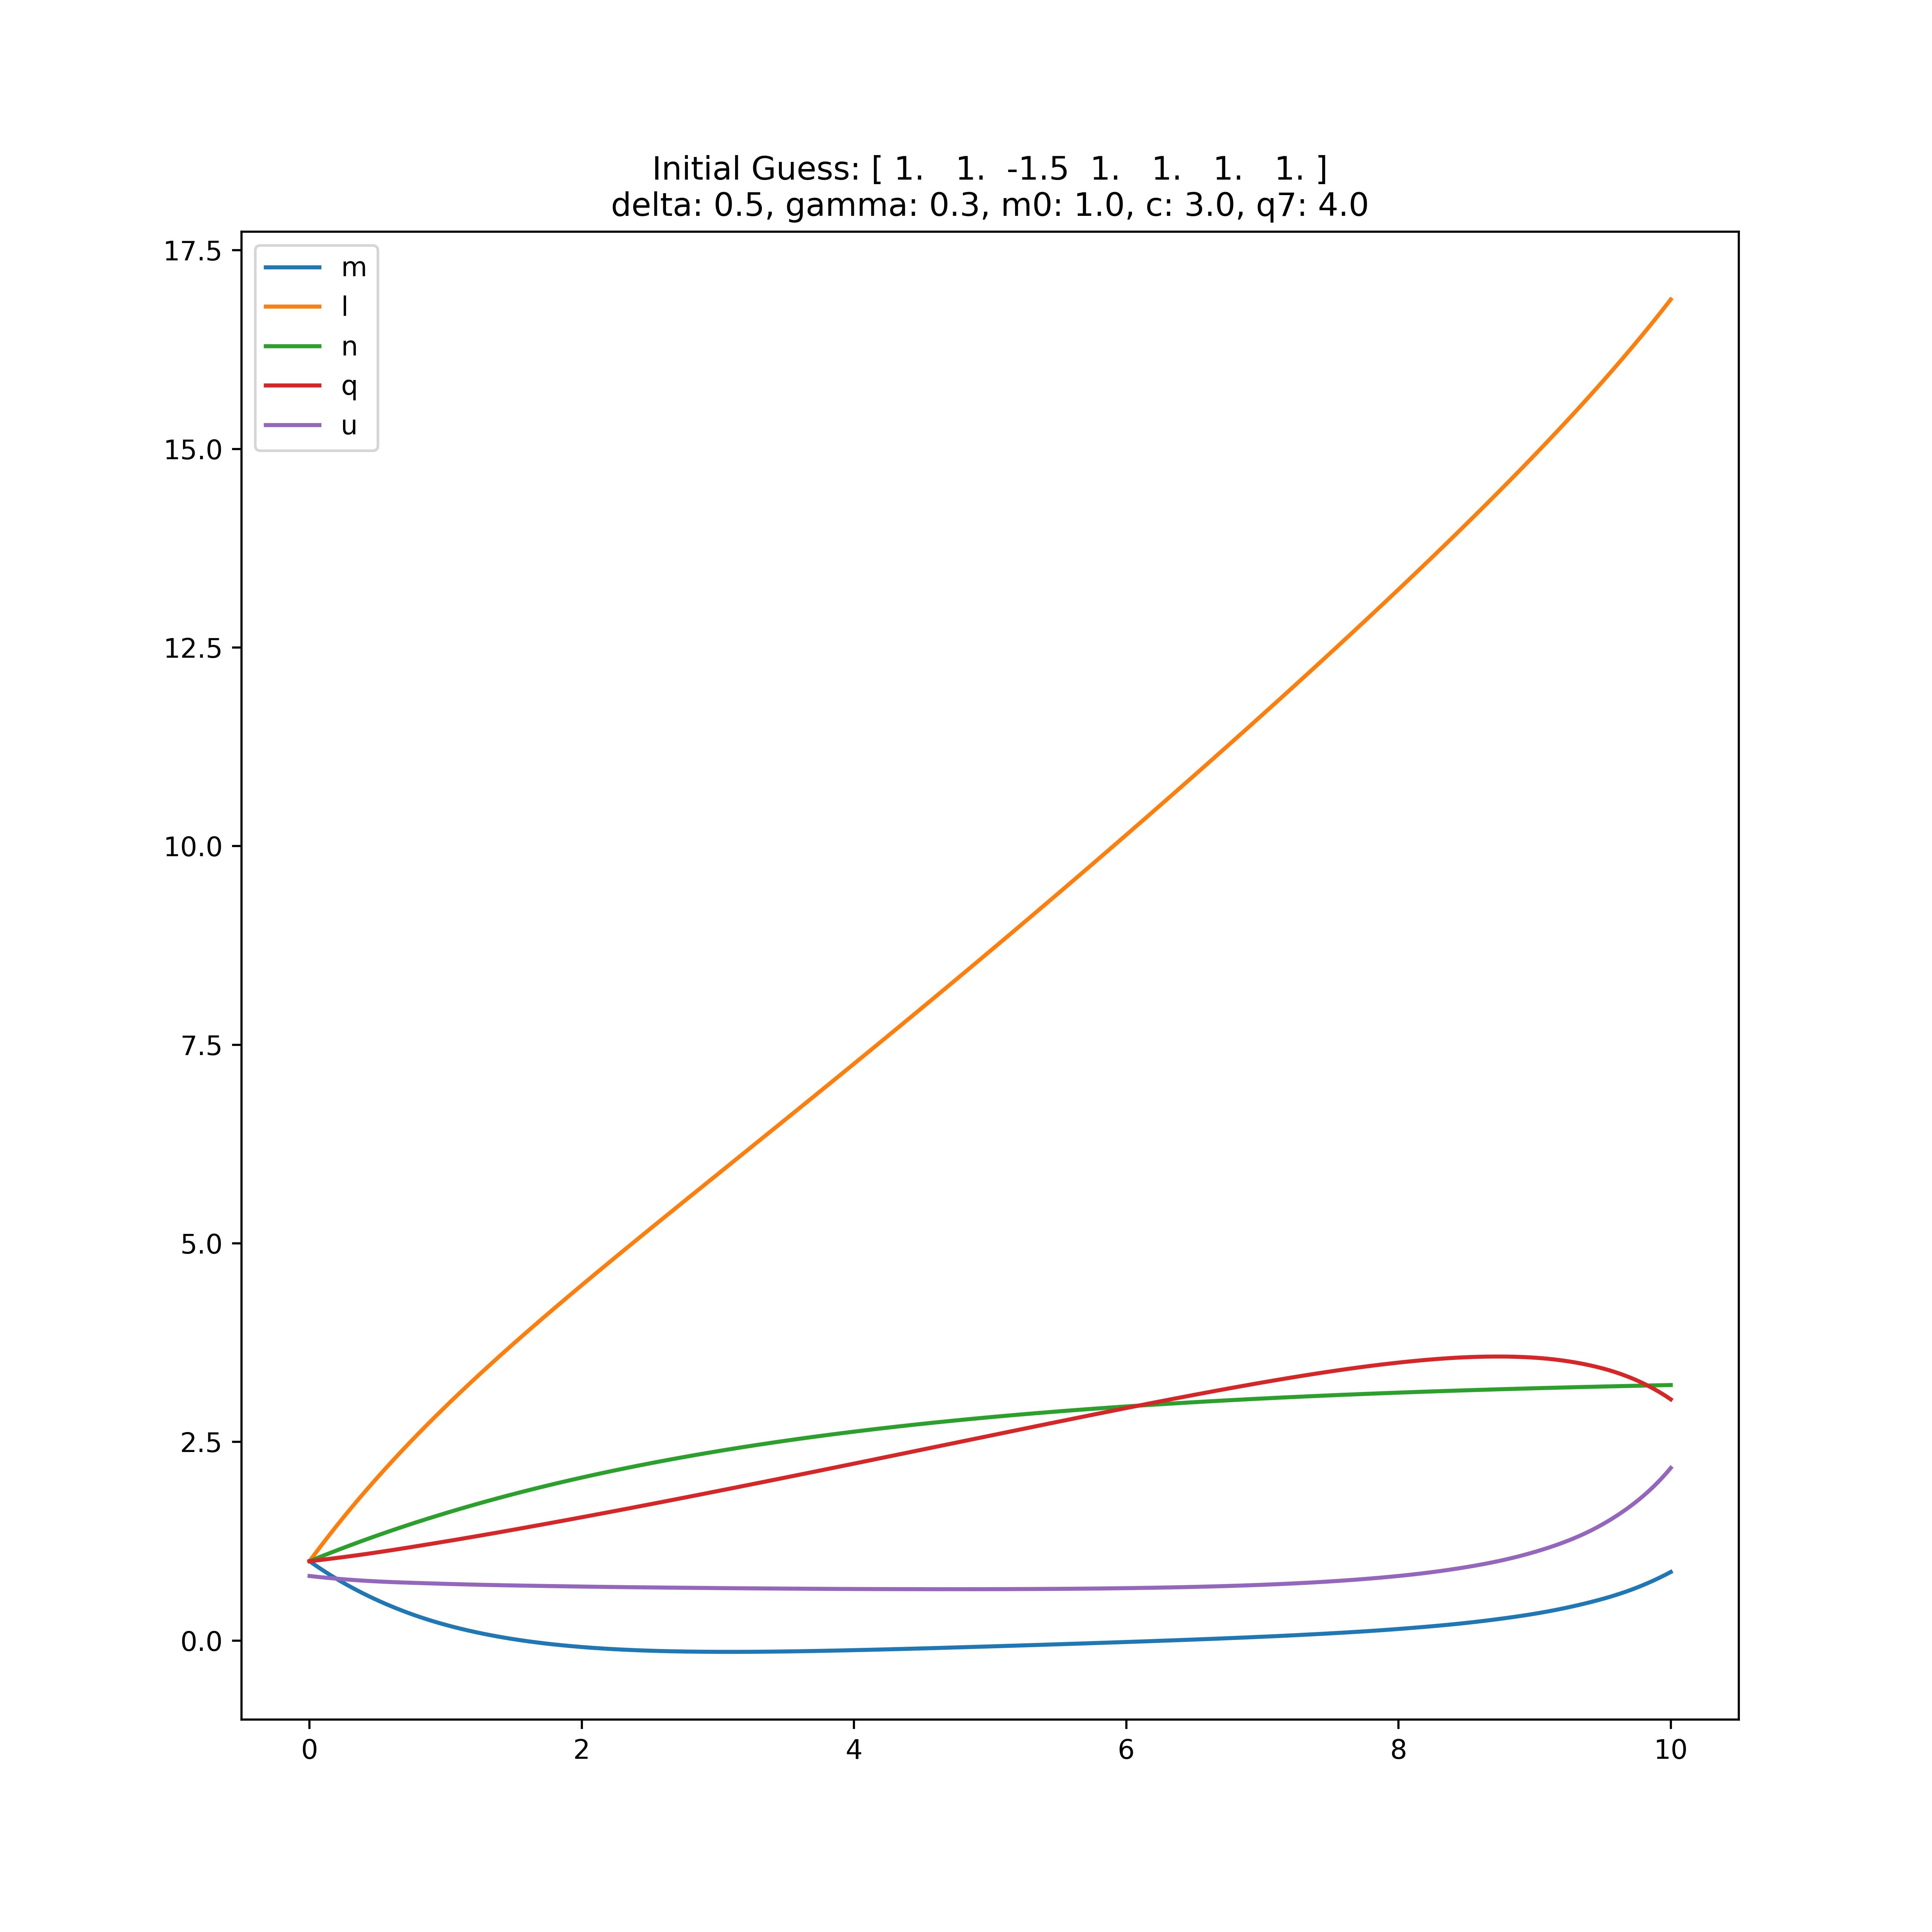 Initial Guess: [ 1. 1. -1.5 1. 1. 1. 1. ]
delta: 0.5, gamma: 0.3, m0: 1.0, c: 3.0, q7: 4.0
17.5
15.0
12.5
10.0
7.5
5.0
2.5
0.0
m
l
n
q
u
0 2 4 6 8 10